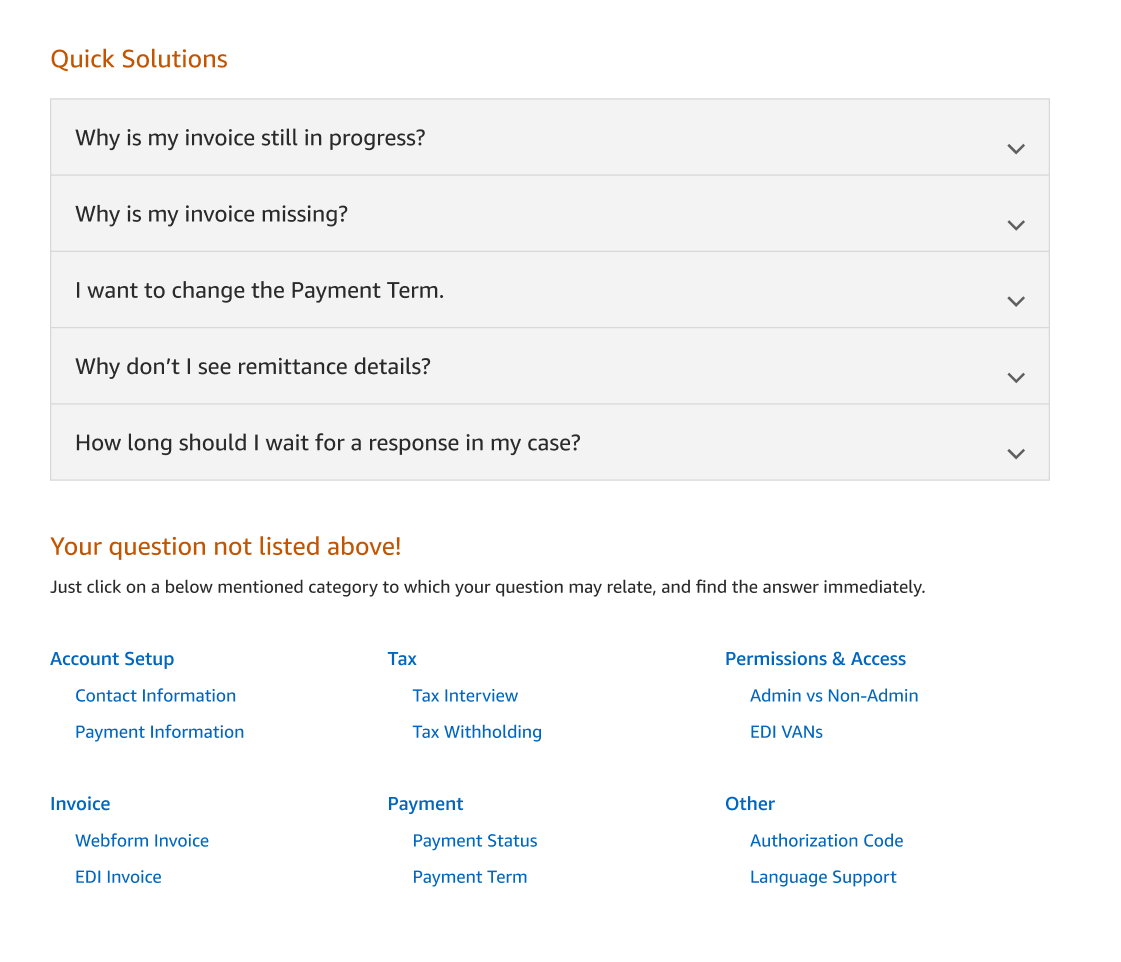 Quick Solutions
Why is my invoice still in progress?
Why is my invoice missing?
I want to change the Payment Term.
Why don’t I see remittance details?
How long should I wait for a response in my case?
Your question not listed above!
Just click on a below mentioned category to which your question may relate, and find the answer immediately.
Account Setup
Contact Information
Payment Information
Tax
Tax Interview
Tax Withholding
Permissions & Access
Admin vs Non-Admin
EDI VANs
Invoice
Webform Invoice
EDI Invoice
Payment
Payment Status
Payment Term
Other
Authorization Code
Language Support